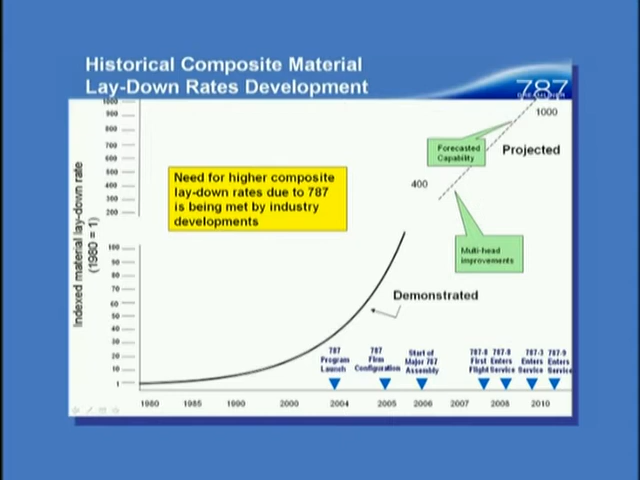 Historical Composite Material
Lay-Down Rates Development
787
1000
900
800
700
600
500
400
300
200
100
90
80
70
60
50
40
30
20
10
1
Indexed material lay-down rate
(1980 = 1)
Need for higher composite
lay-down rates due to 787
is being met by industry
developments
1000
Forecasted
Capability
Projected
400
Multi-head
improvements
Demonstrated
787
Program
Launch
787
Firm
Configuration
Start of
Major 787
Assembly
787-8
First
Flight
787-8
Enters
Service
787-3
Enters
Service
787-9
Enters
Service
1980
1985
1990
2000
2004
2005
2006
2007
2008
2010